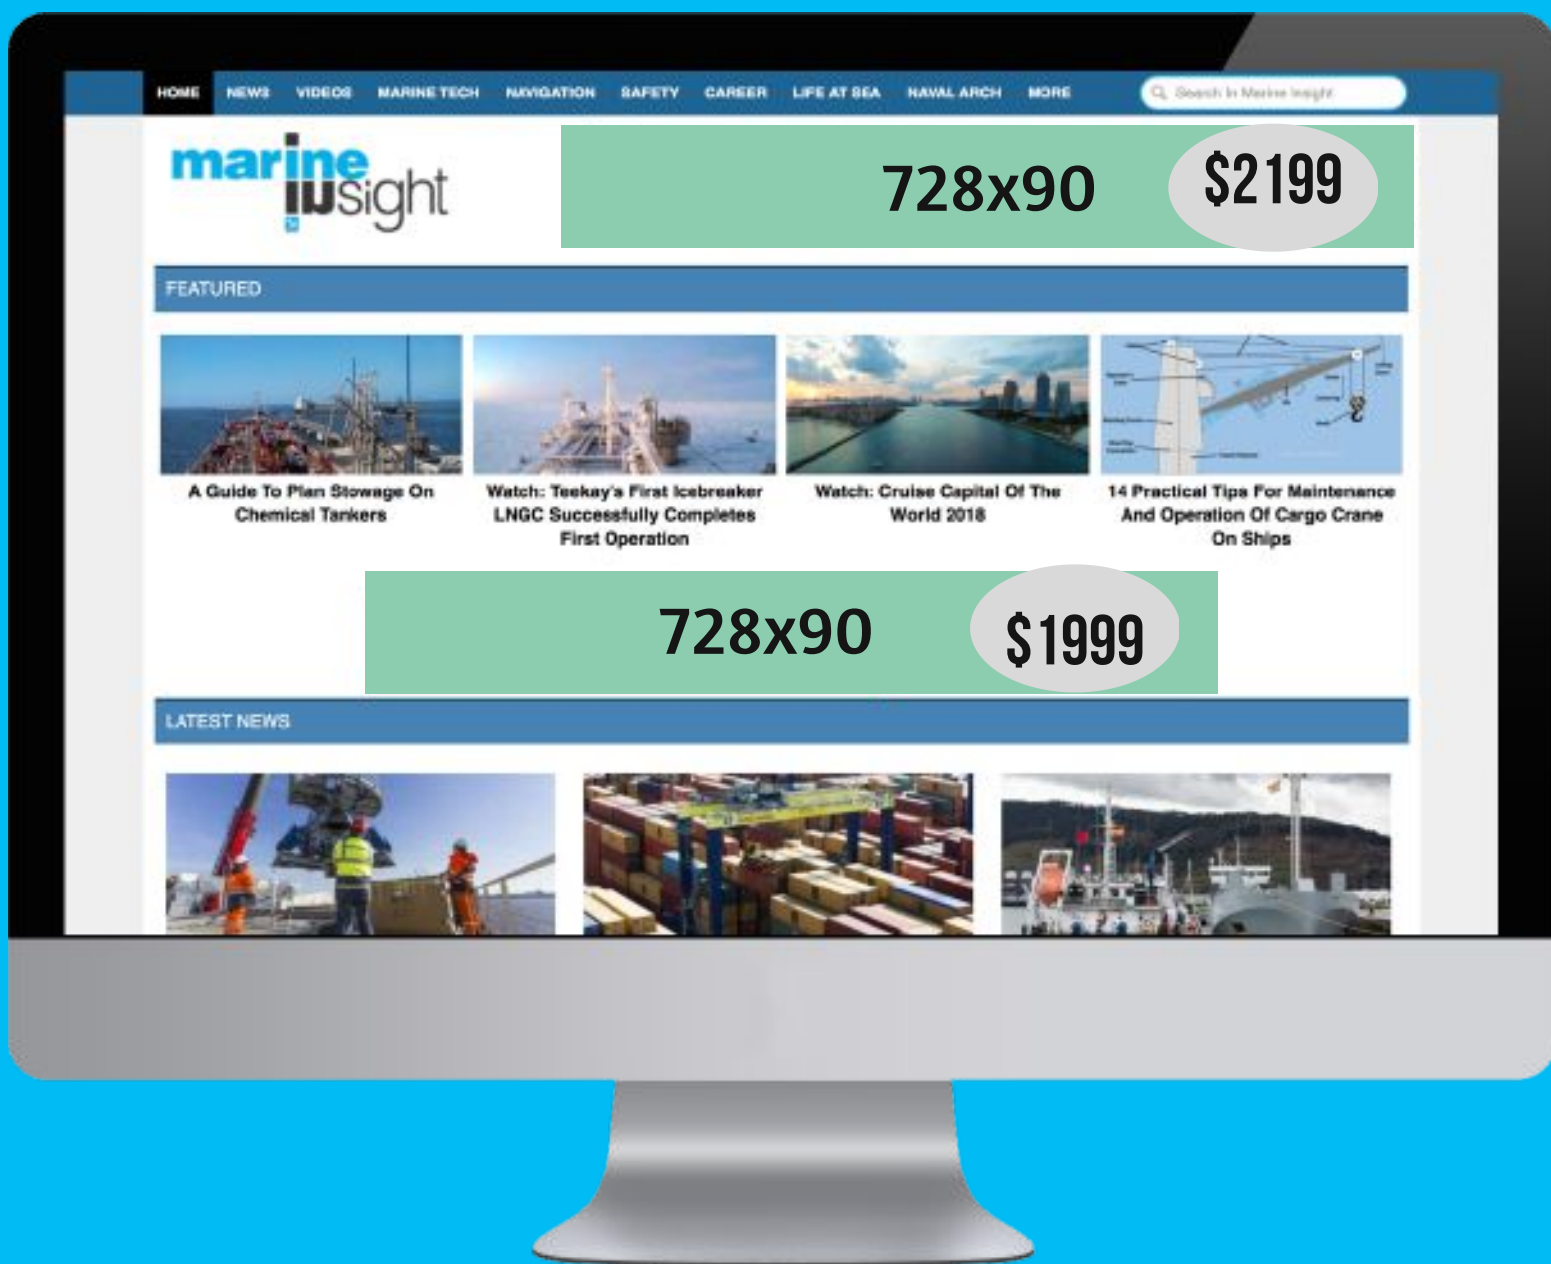 HOME NEWS VIDEOS MARINE TECH NAVIGATION SAFETY CAREER LIFE AT SEA NAVAL ARCH MORE Search In Marine Insight
marine
insight
728x90 $2199
FEATURED
A Guide To Plan Stowage On
Chemical Tankers
Watch: Teekay's First Icebreaker
LNGC Successfully Completes
First Operation
Watch: Cruise Capital Of The
World 2018
14 Practical Tips For Maintenance
And Operation Of Cargo Crane
On Ships
728x90 $1999
LATEST NEWS